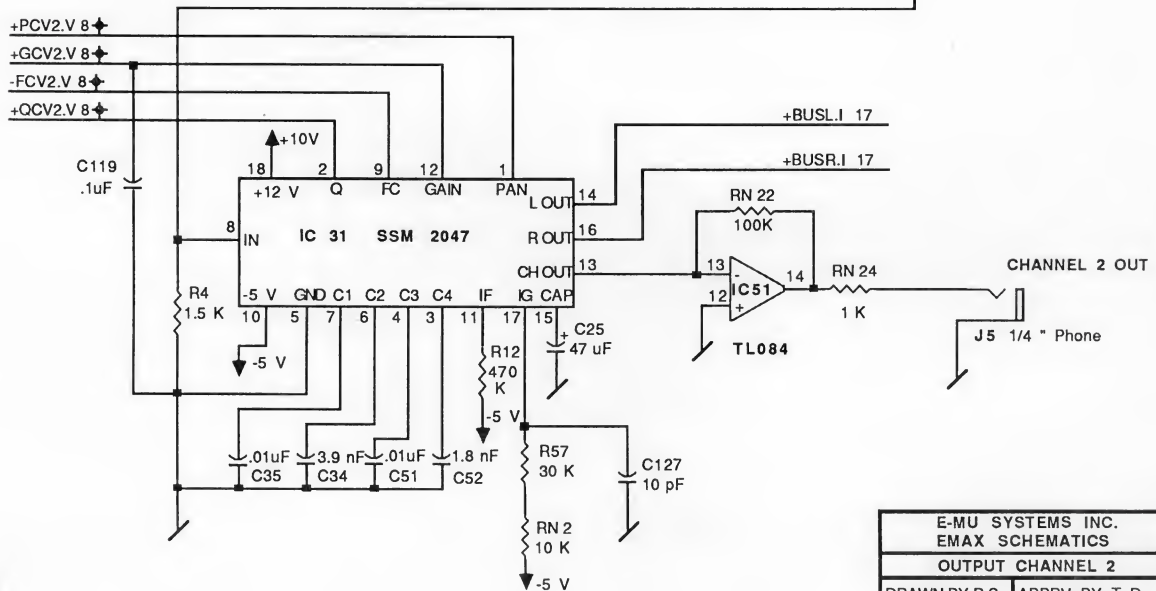 +PCV2.V 8
+GCV2.V 8
-FCV2.V 8
+QCV2.V 8
+10V
+BUSL.I 17
+BUSR.I 17
C119
.1uF
18 2 9 12 1
+12 V Q FC GAIN PAN
L OUT 14
8 IN IC 31 SSM 2047
R OUT 16
CH OUT 13
RN 22
100K
13 -
14
12 +
IC51
TL084
RN 24
1 K
CHANNEL 2 OUT
J5 1/4 " Phone
R4
1.5 K
-5 V GND C1 C2 C3 C4 IF IG CAP
10 5 7 6 4 3 11 17 15
-5 V
+ C25
47 uF
R12
470
K
-5 V
.01uF 3.9 nF .01uF 1.8 nF
C35 C34 C51 C52
R57
30 K
C127
10 pF
RN 2
10 K
-5 V
E-MU SYSTEMS INC.
EMAX SCHEMATICS
OUTPUT CHANNEL 2